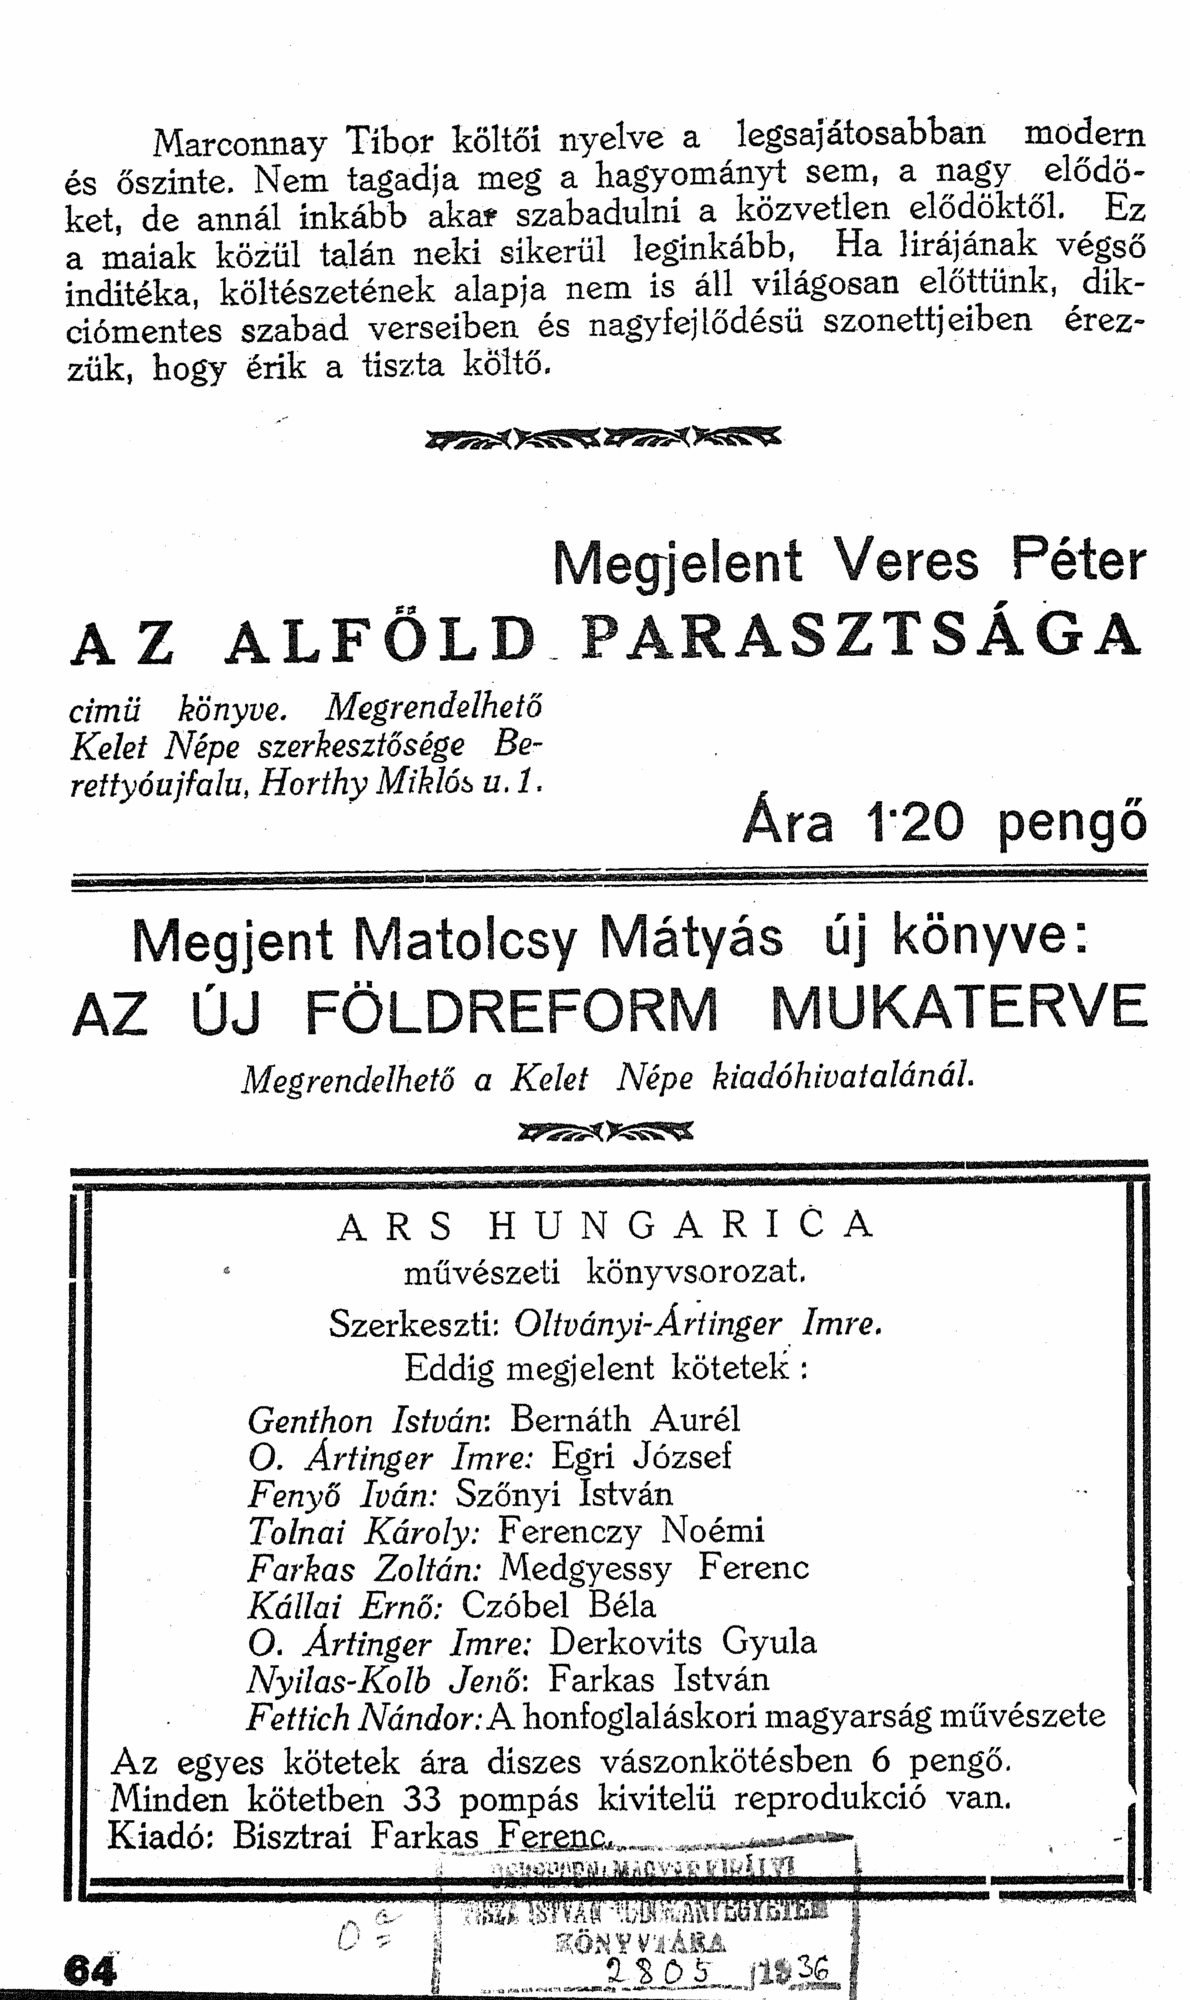 Marconnay Tibor költői nyelve a legsajátosabban modern
és őszinte. Nem tagadja meg a hagyományt sem, a nagy elődö-
ket, de annál inkább akar szabadulni a közvetlen elődöktől. Ez
a maiak közül talán neki sikerül leginkább, Ha lirájának végső
inditéka, költészetének alapja nem is áll világosan előttünk, dik-
ciómentes szabad verseiben és nagyfejlődésü szonettjeiben érez-
zük, hogy érik a tiszta költő.
Megjelent Veres Péter
AZ ALFÖLD PARASZTSÁGA
cimü könyve. Megrendelhető
Kelet Népe szerkesztősége Be-
rettyóujfalu, Horthy Miklós u. 1.
Ára 1·20 pengő
Megjent Matolcsy Mátyás új könyve:
AZ ÚJ FÖLDREFORM MUKATERVE
Megrendelhető a Kelet Népe kiadóhivatalánál.
ARS HUNGARICA
művészeti könyvsorozat.
Szerkeszti: Oltványi-Ártinger Imre.
Eddig megjelent kötetek:
Genthon István: Bernáth Aurél
O. Ártinger Imre: Egri József
Fenyő Iván: Szőnyi István
Tolnai Károly: Ferenczy Noémi
Farkas Zoltán: Medgyessy Ferenc
Kállai Ernő: Czóbel Béla
O. Ártinger Imre: Derkovits Gyula
Nyilas-Kolb Jenő: Farkas István
Fettich Nándor: A honfoglaláskori magyarság művészete
Az egyes kötetek ára diszes vászonkötésben 6 pengő.
Minden kötetben 33 pompás kivitelü reprodukció van.
Kiadó: Bisztrai Farkas Ferenc.
KÖNYVTÁRA
2805 1936
64